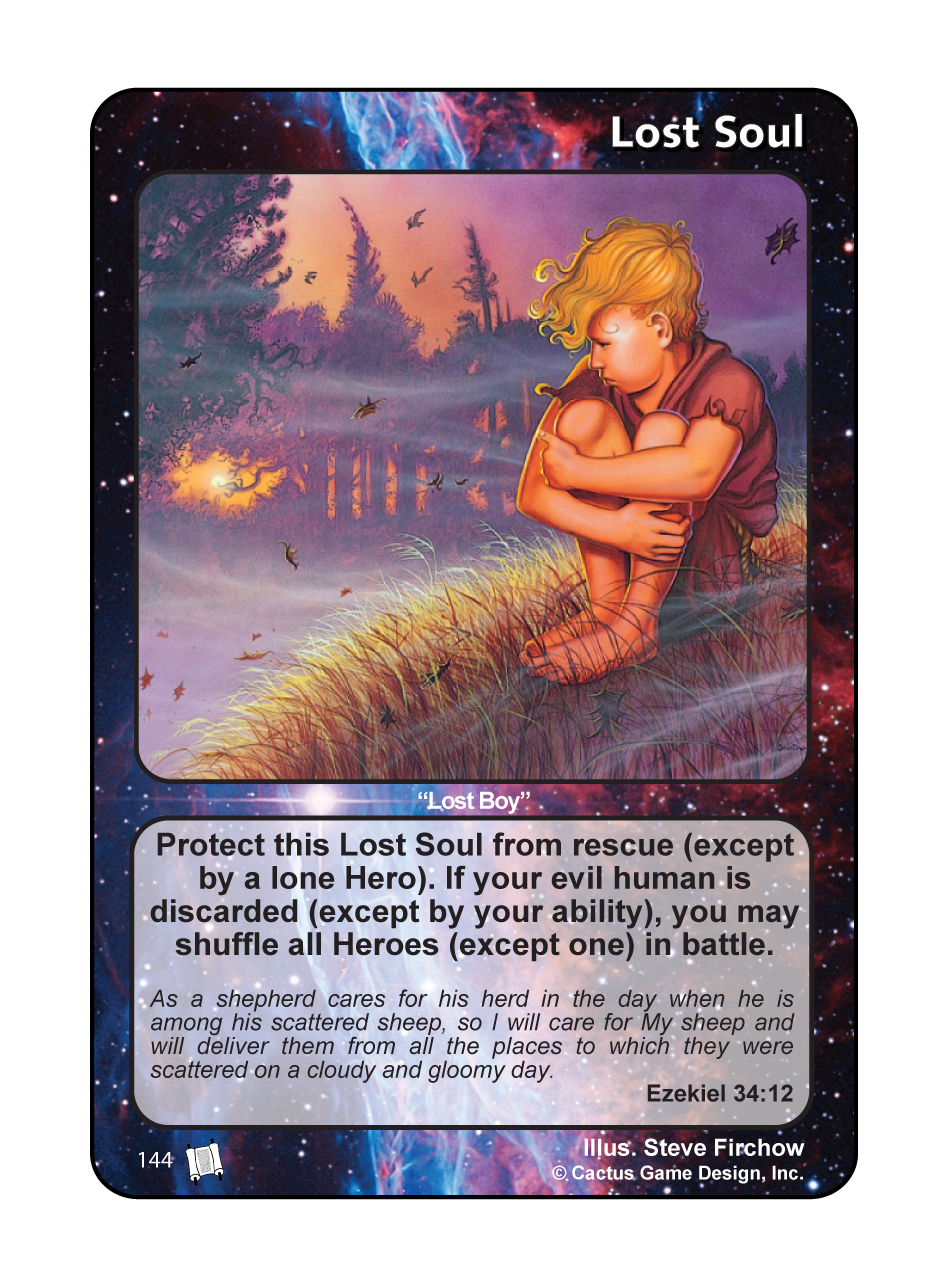 Lost Soul
“Lost Boy”
Protect this Lost Soul from rescue (except
by a lone Hero). If your evil human is
discarded (except by your ability), you may
shuffle all Heroes (except one) in battle.
As a shepherd cares for his herd in the day when he is
among his scattered sheep, so I will care for My sheep and
will deliver them from all the places to which they were
scattered on a cloudy and gloomy day.
Ezekiel 34:12
144
Illus. Steve Firchow
© Cactus Game Design, Inc.